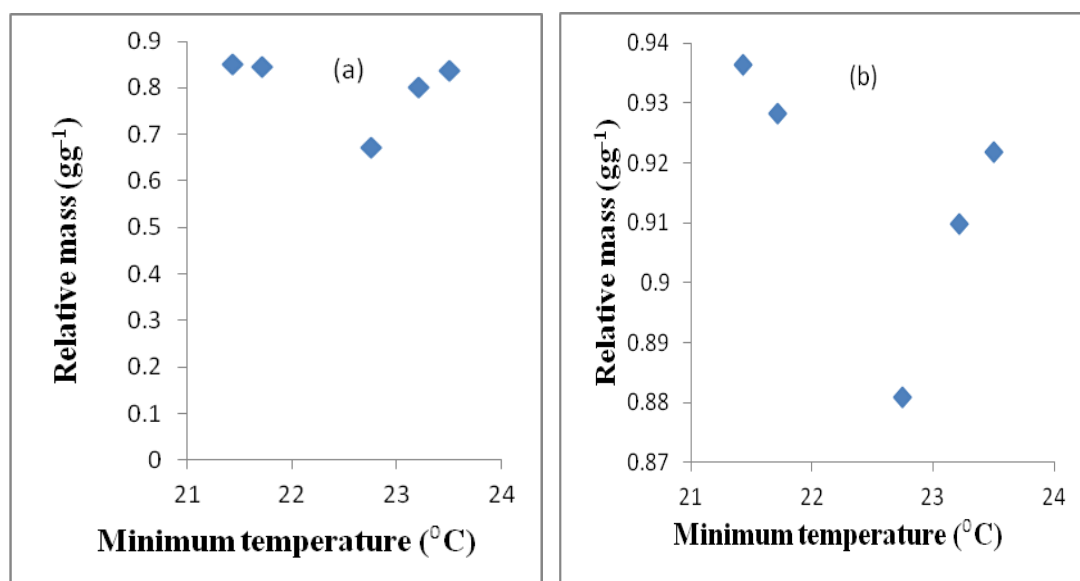 (a)
Relative mass (gg⁻¹)
0.9
0.8
0.7
0.6
0.5
0.4
0.3
0.2
0.1
0
21 22 23 24
Minimum temperature (⁰C)
(b)
Relative mass (gg⁻¹)
0.94
0.93
0.92
0.91
0.9
0.89
0.88
0.87
21 22 23 24
Minimum temperature (⁰C)